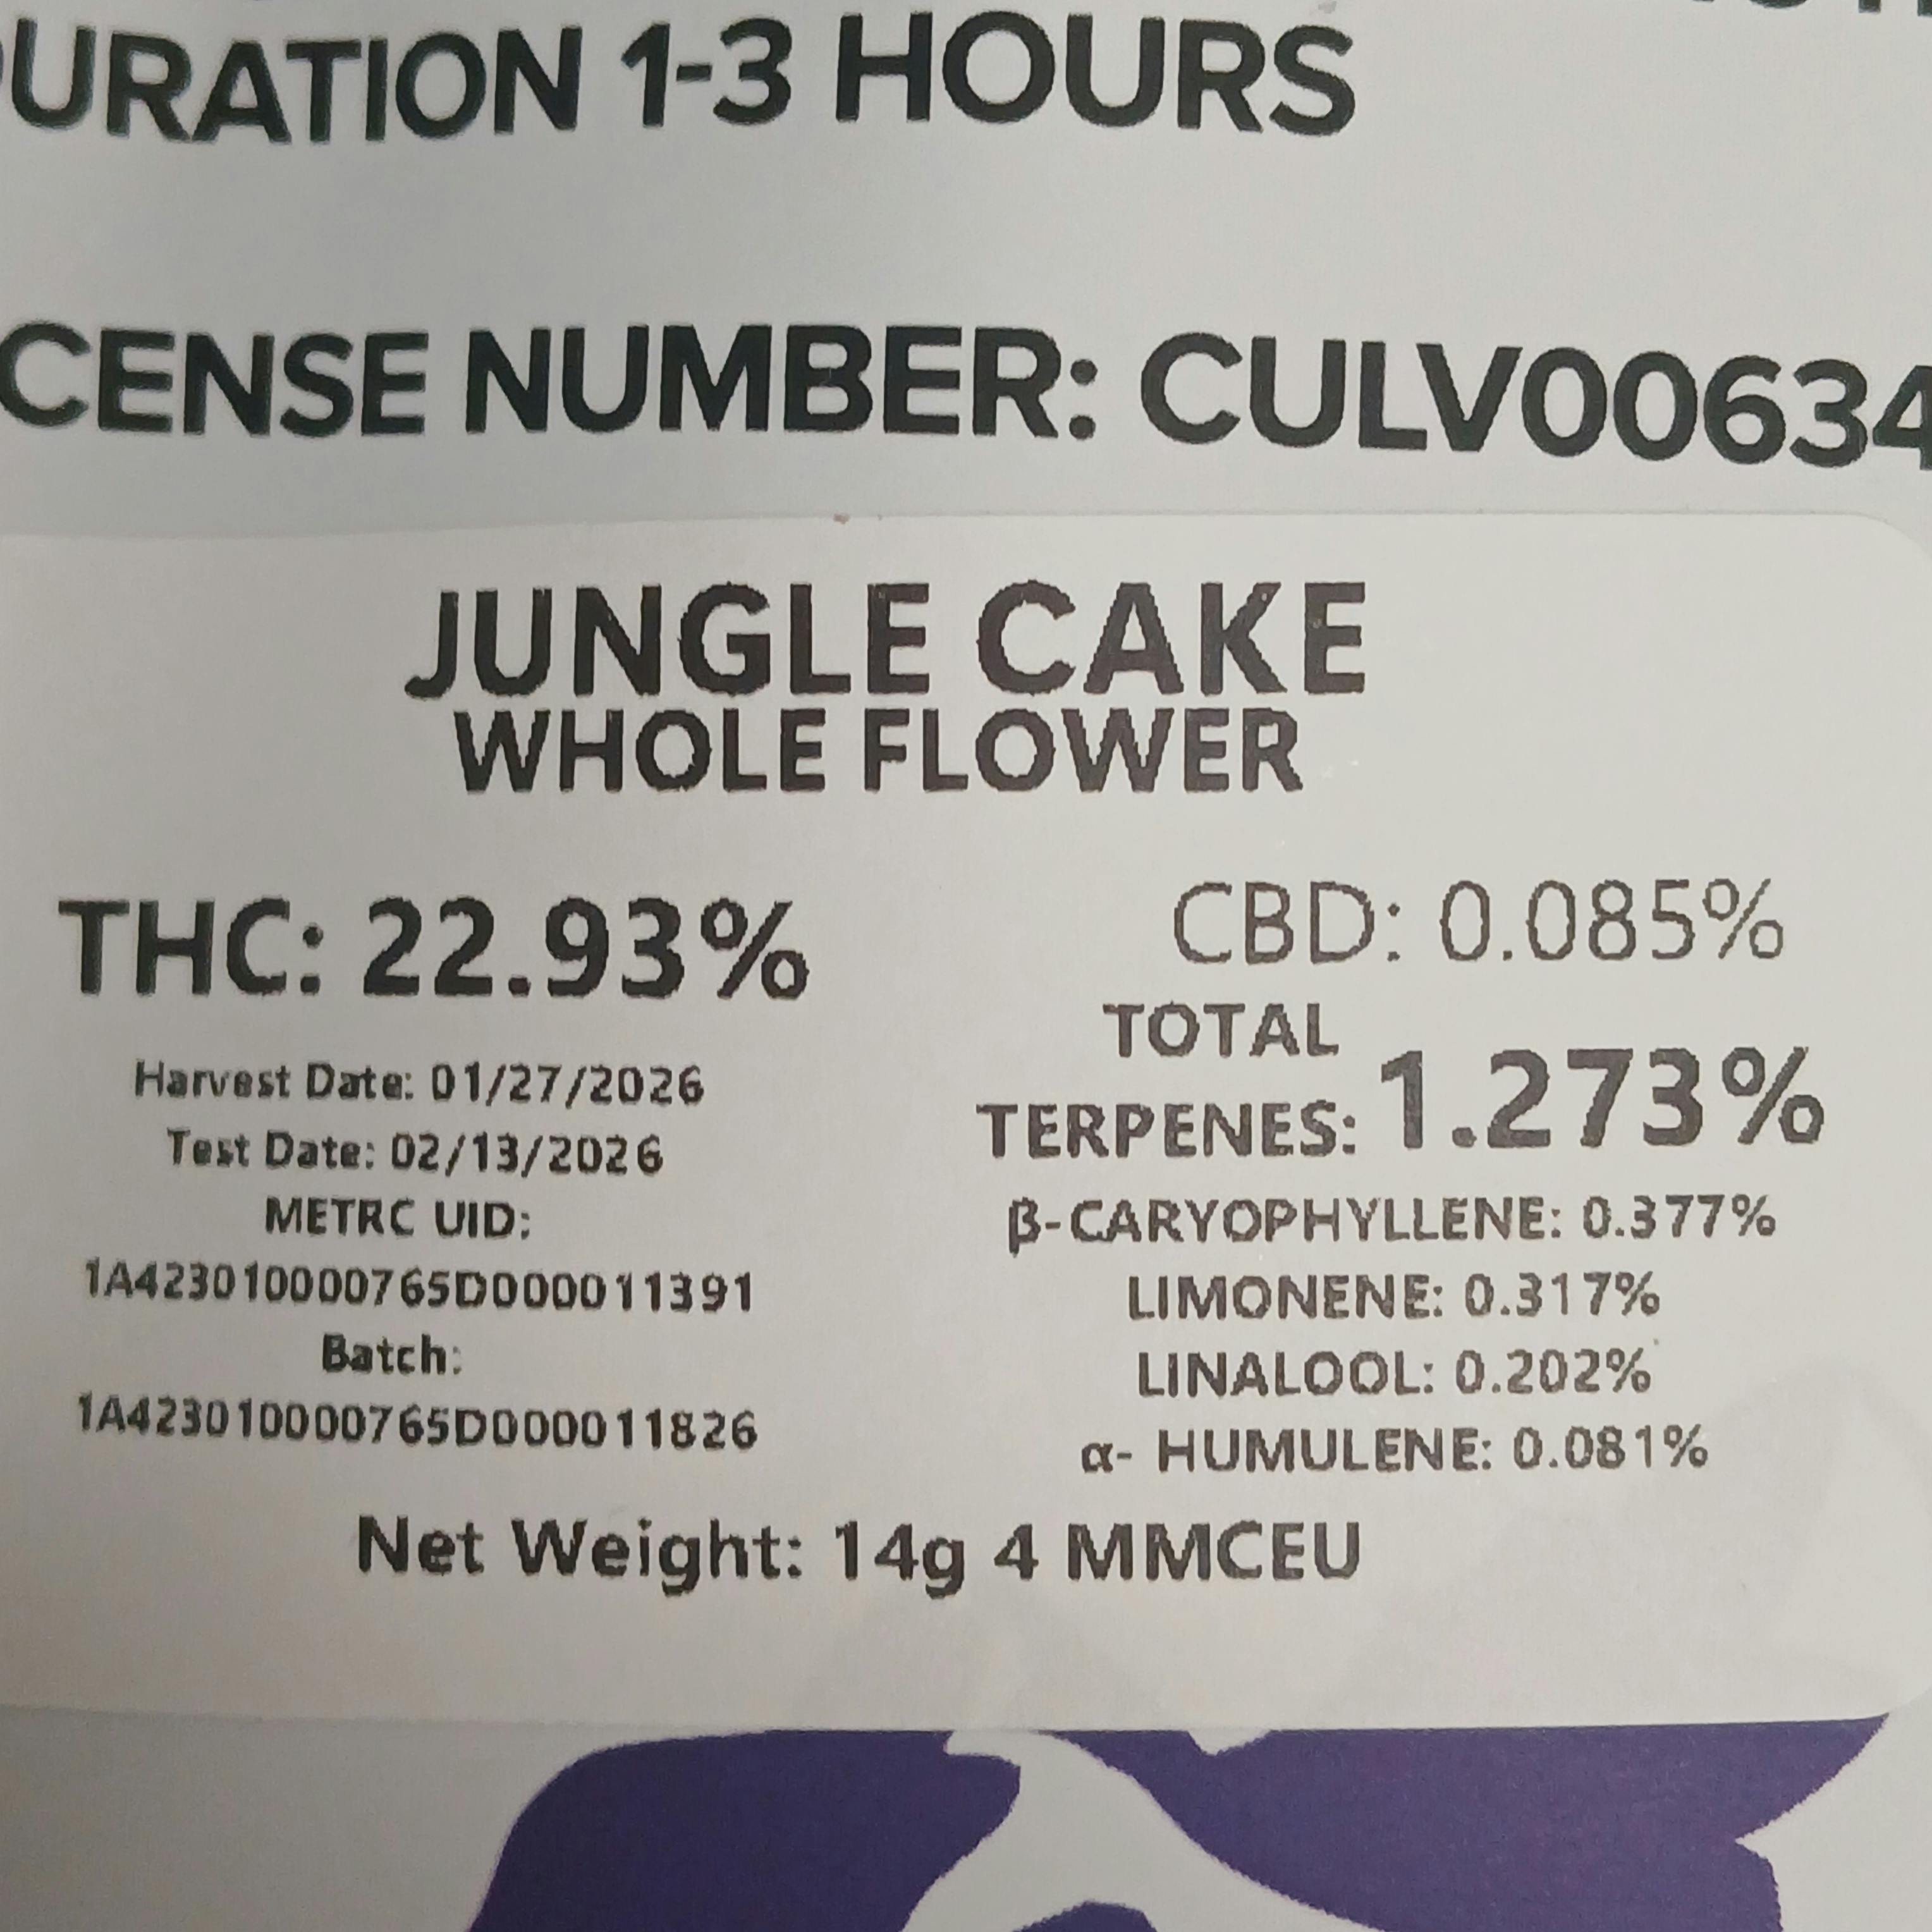 URATION 1-3 HOURS
CENSE NUMBER: CULV00634
JUNGLE CAKE
WHOLE FLOWER
THC: 22.93%
Harvest Date: 01/27/2026
Test Date: 02/13/2026
METRC UID:
1A423010000765D000011391
Batch:
1A423010000765D000011826
CBD: 0.085%
TOTAL
TERPENES: 1.273%
β-CARYOPHYLLENE: 0.377%
LIMONENE: 0.317%
LINALOOL: 0.202%
α- HUMULENE: 0.081%
Net Weight: 14g 4 MMCEU